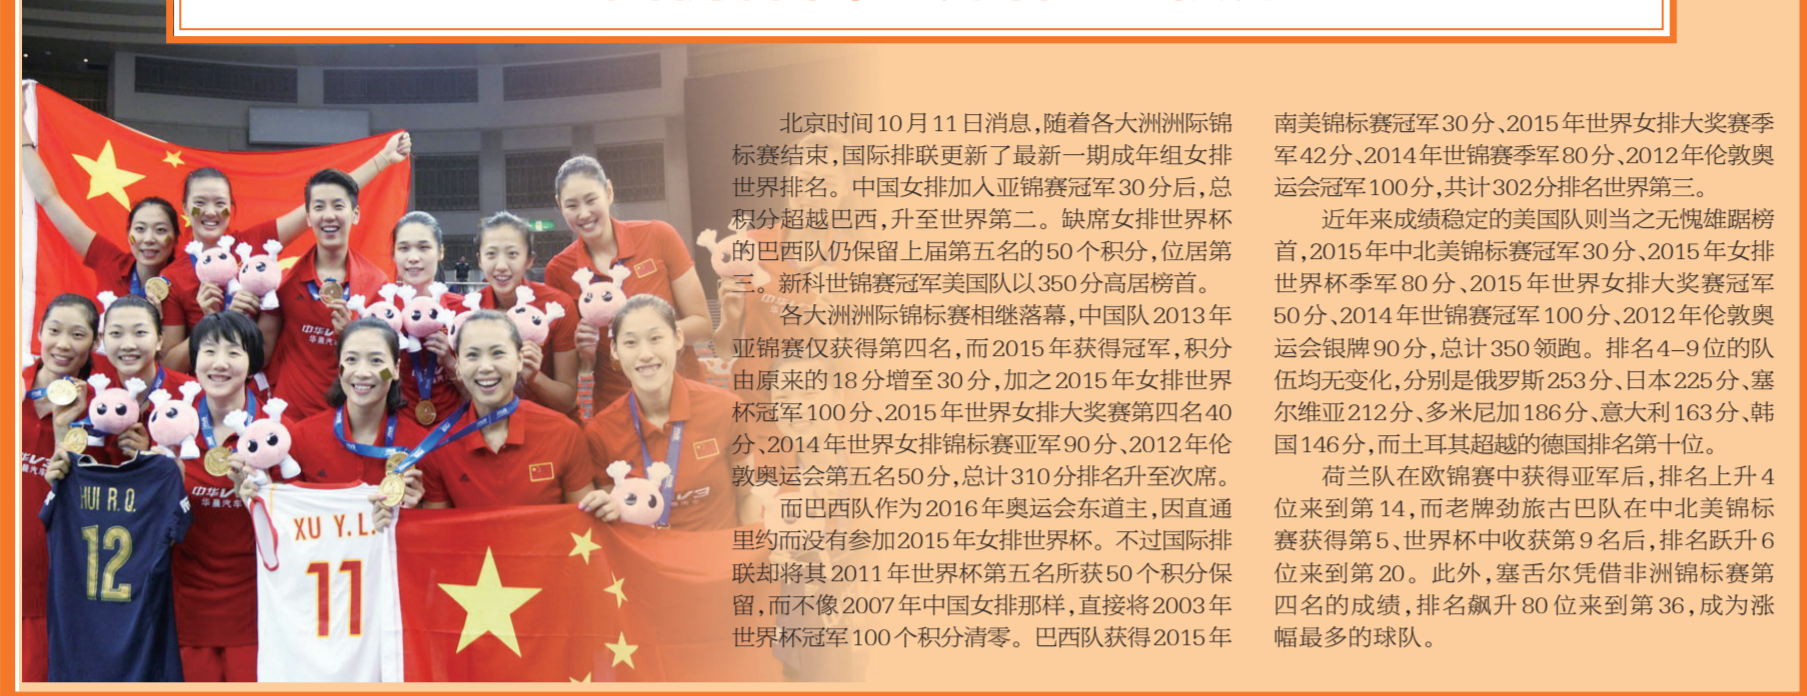 北京时间10月11日消息,随着各大洲洲际锦
标赛结束,国际排联更新了最新一期成年组女排
世界排名。中国女排加入亚锦赛冠军30分后,总
积分超越巴西,升至世界第二。缺席女排世界杯
的巴西队仍保留上届第五名的50个积分,位居第
三。新科世锦赛冠军美国队以350分高居榜首。
各大洲洲际锦标赛相继落幕,中国队2013年
亚锦赛仅获得第四名,而2015年获得冠军,积分
由原来的18分增至30分,加之2015年女排世界
杯冠军100分、2015年世界女排大奖赛第四名40
分、2014年世界女排锦标赛亚军90分、2012年伦
敦奥运会第五名50分,总计310分排名升至次席。
而巴西队作为2016年奥运会东道主,因直通
里约而没有参加2015年女排世界杯。不过国际排
联却将其2011年世界杯第五名所获50个积分保
留,而不像2007年中国女排那样,直接将2003年
世界杯冠军100个积分清零。巴西队获得2015年
南美锦标赛冠军30分、2015年世界女排大奖赛季
军42分、2014年世锦赛季军80分、2012年伦敦奥
运会冠军100分,共计302分排名世界第三。
近年来成绩稳定的美国队则当之无愧雄踞榜
首,2015年中北美锦标赛冠军30分、2015年女排
世界杯季军80分、2015年世界女排大奖赛冠军
50分、2014年世锦赛冠军100分、2012年伦敦奥
运会银牌90分,总计350领跑。排名4–9位的队
伍均无变化,分别是俄罗斯253分、日本225分、塞
尔维亚212分、多米尼加186分、意大利163分、韩
国146分,而土耳其超越的德国排名第十位。
荷兰队在欧锦赛中获得亚军后,排名上升4
位来到第14,而老牌劲旅古巴队在中北美锦标
赛获得第5、世界杯中收获第9名后,排名跃升6
位来到第20。此外,塞舌尔凭借非洲锦标赛第
四名的成绩,排名飙升80位来到第36,成为涨
幅最多的球队。
HUI R.Q.
12
XU Y.L.
11
中华V3
华晨汽车
中华V3
华晨汽车